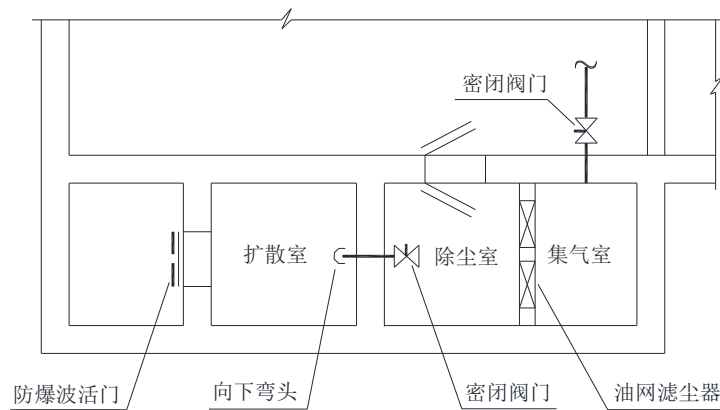 密闭阀门
扩散室
除尘室
集气室
防爆波活门
向下弯头
密闭阀门
油网滤尘器